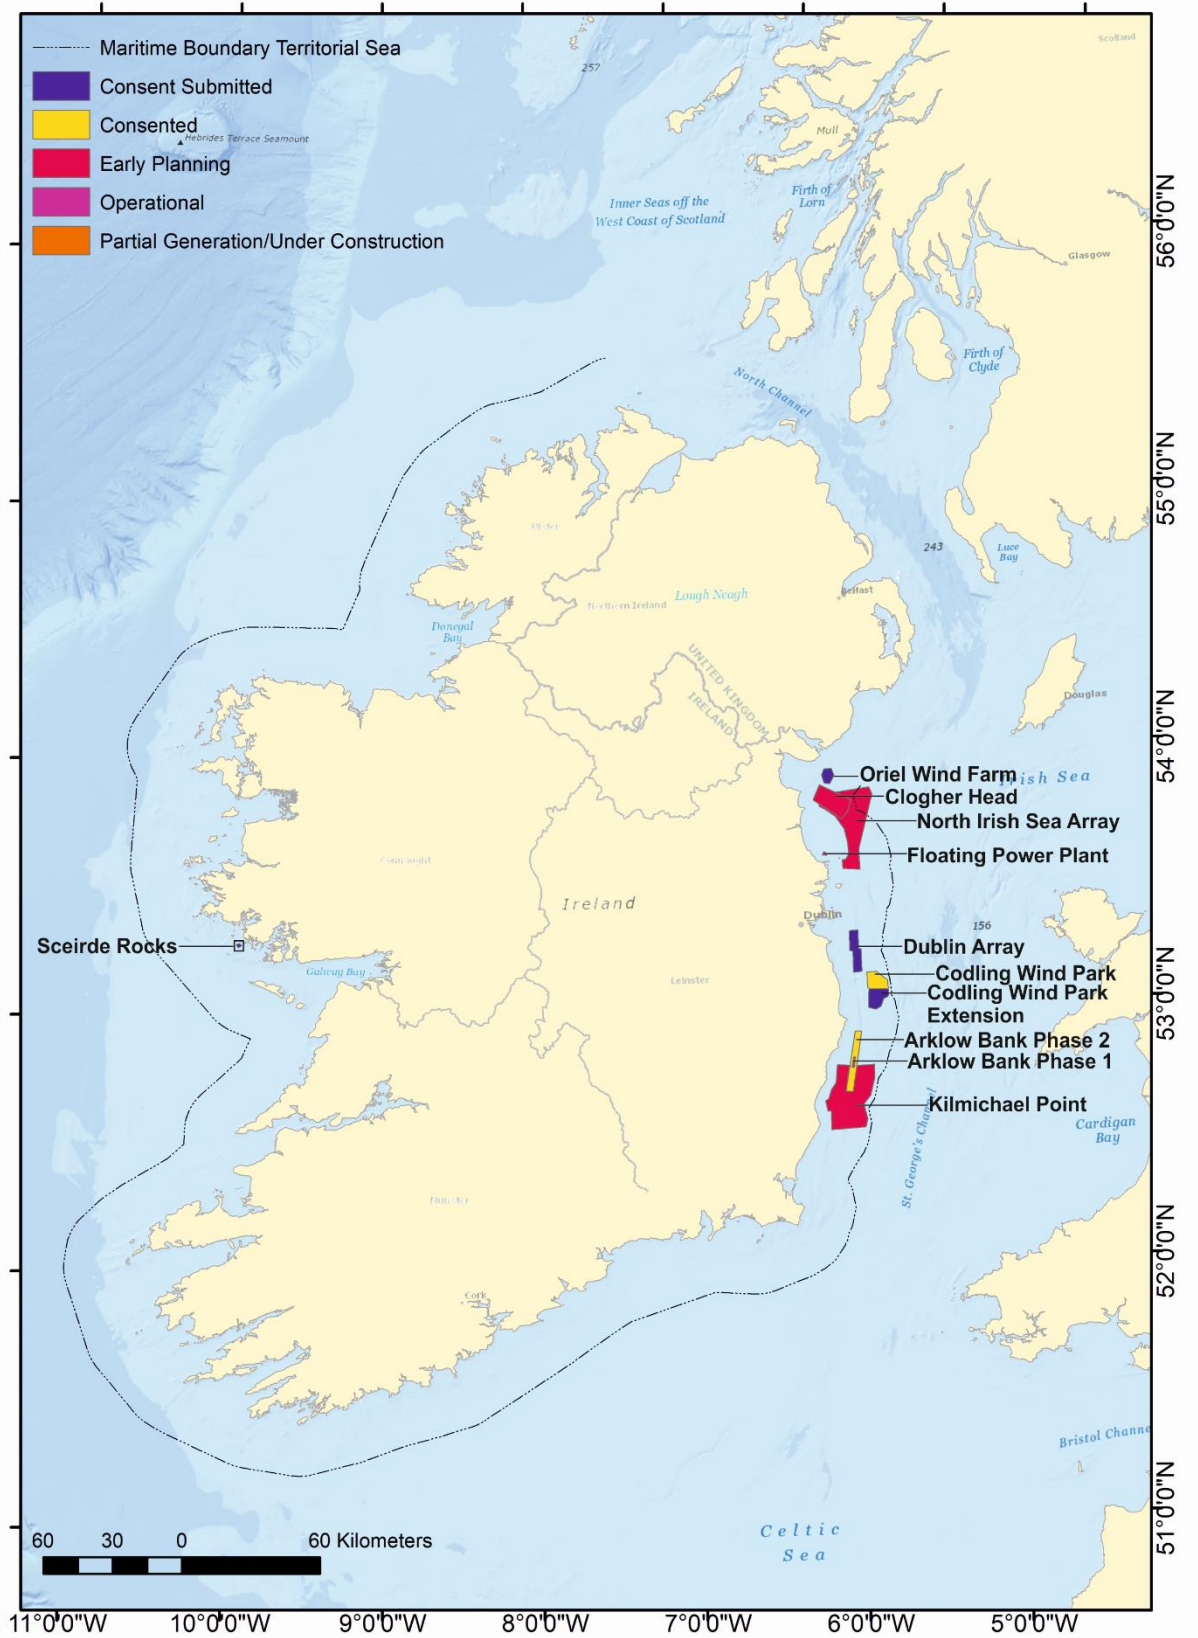 Maritime Boundary Territorial Sea
Consent Submitted
Consented
Early Planning
Operational
Partial Generation/Under Construction
Scotland
257
Hebrides Terrace Seamount
Mull
Firth of
Lorn
Inner Seas off the
West Coast of Scotland
Glasgow
56°0'0"N
Firth of
Clyde
North Channel
55°0'0"N
Ulster
243
Luce
Bay
Belfast
Lough Neagh
Northern Ireland
Donegal
Bay
UNITED KINGDOM
IRELAND
Douglas
54°0'0"N
Irish Sea
Oriel Wind Farm
Clogher Head
North Irish Sea Array
Floating Power Plant
Connaught
Ireland
Dublin
156
Sceirde Rocks
Dublin Array
Galway Bay
Leinster
53°0'0"N
Codling Wind Park
Codling Wind Park
Extension
Arklow Bank Phase 2
Arklow Bank Phase 1
Kilmichael Point
St. George's Channel
Cardigan
Bay
Munster
52°0'0"N
Cork
Bristol Channe
51°0'0"N
Celtic
Sea
60 30 0 60 Kilometers
11°0'0"W 10°0'0"W 9°0'0"W 8°0'0"W 7°0'0"W 6°0'0"W 5°0'0"W